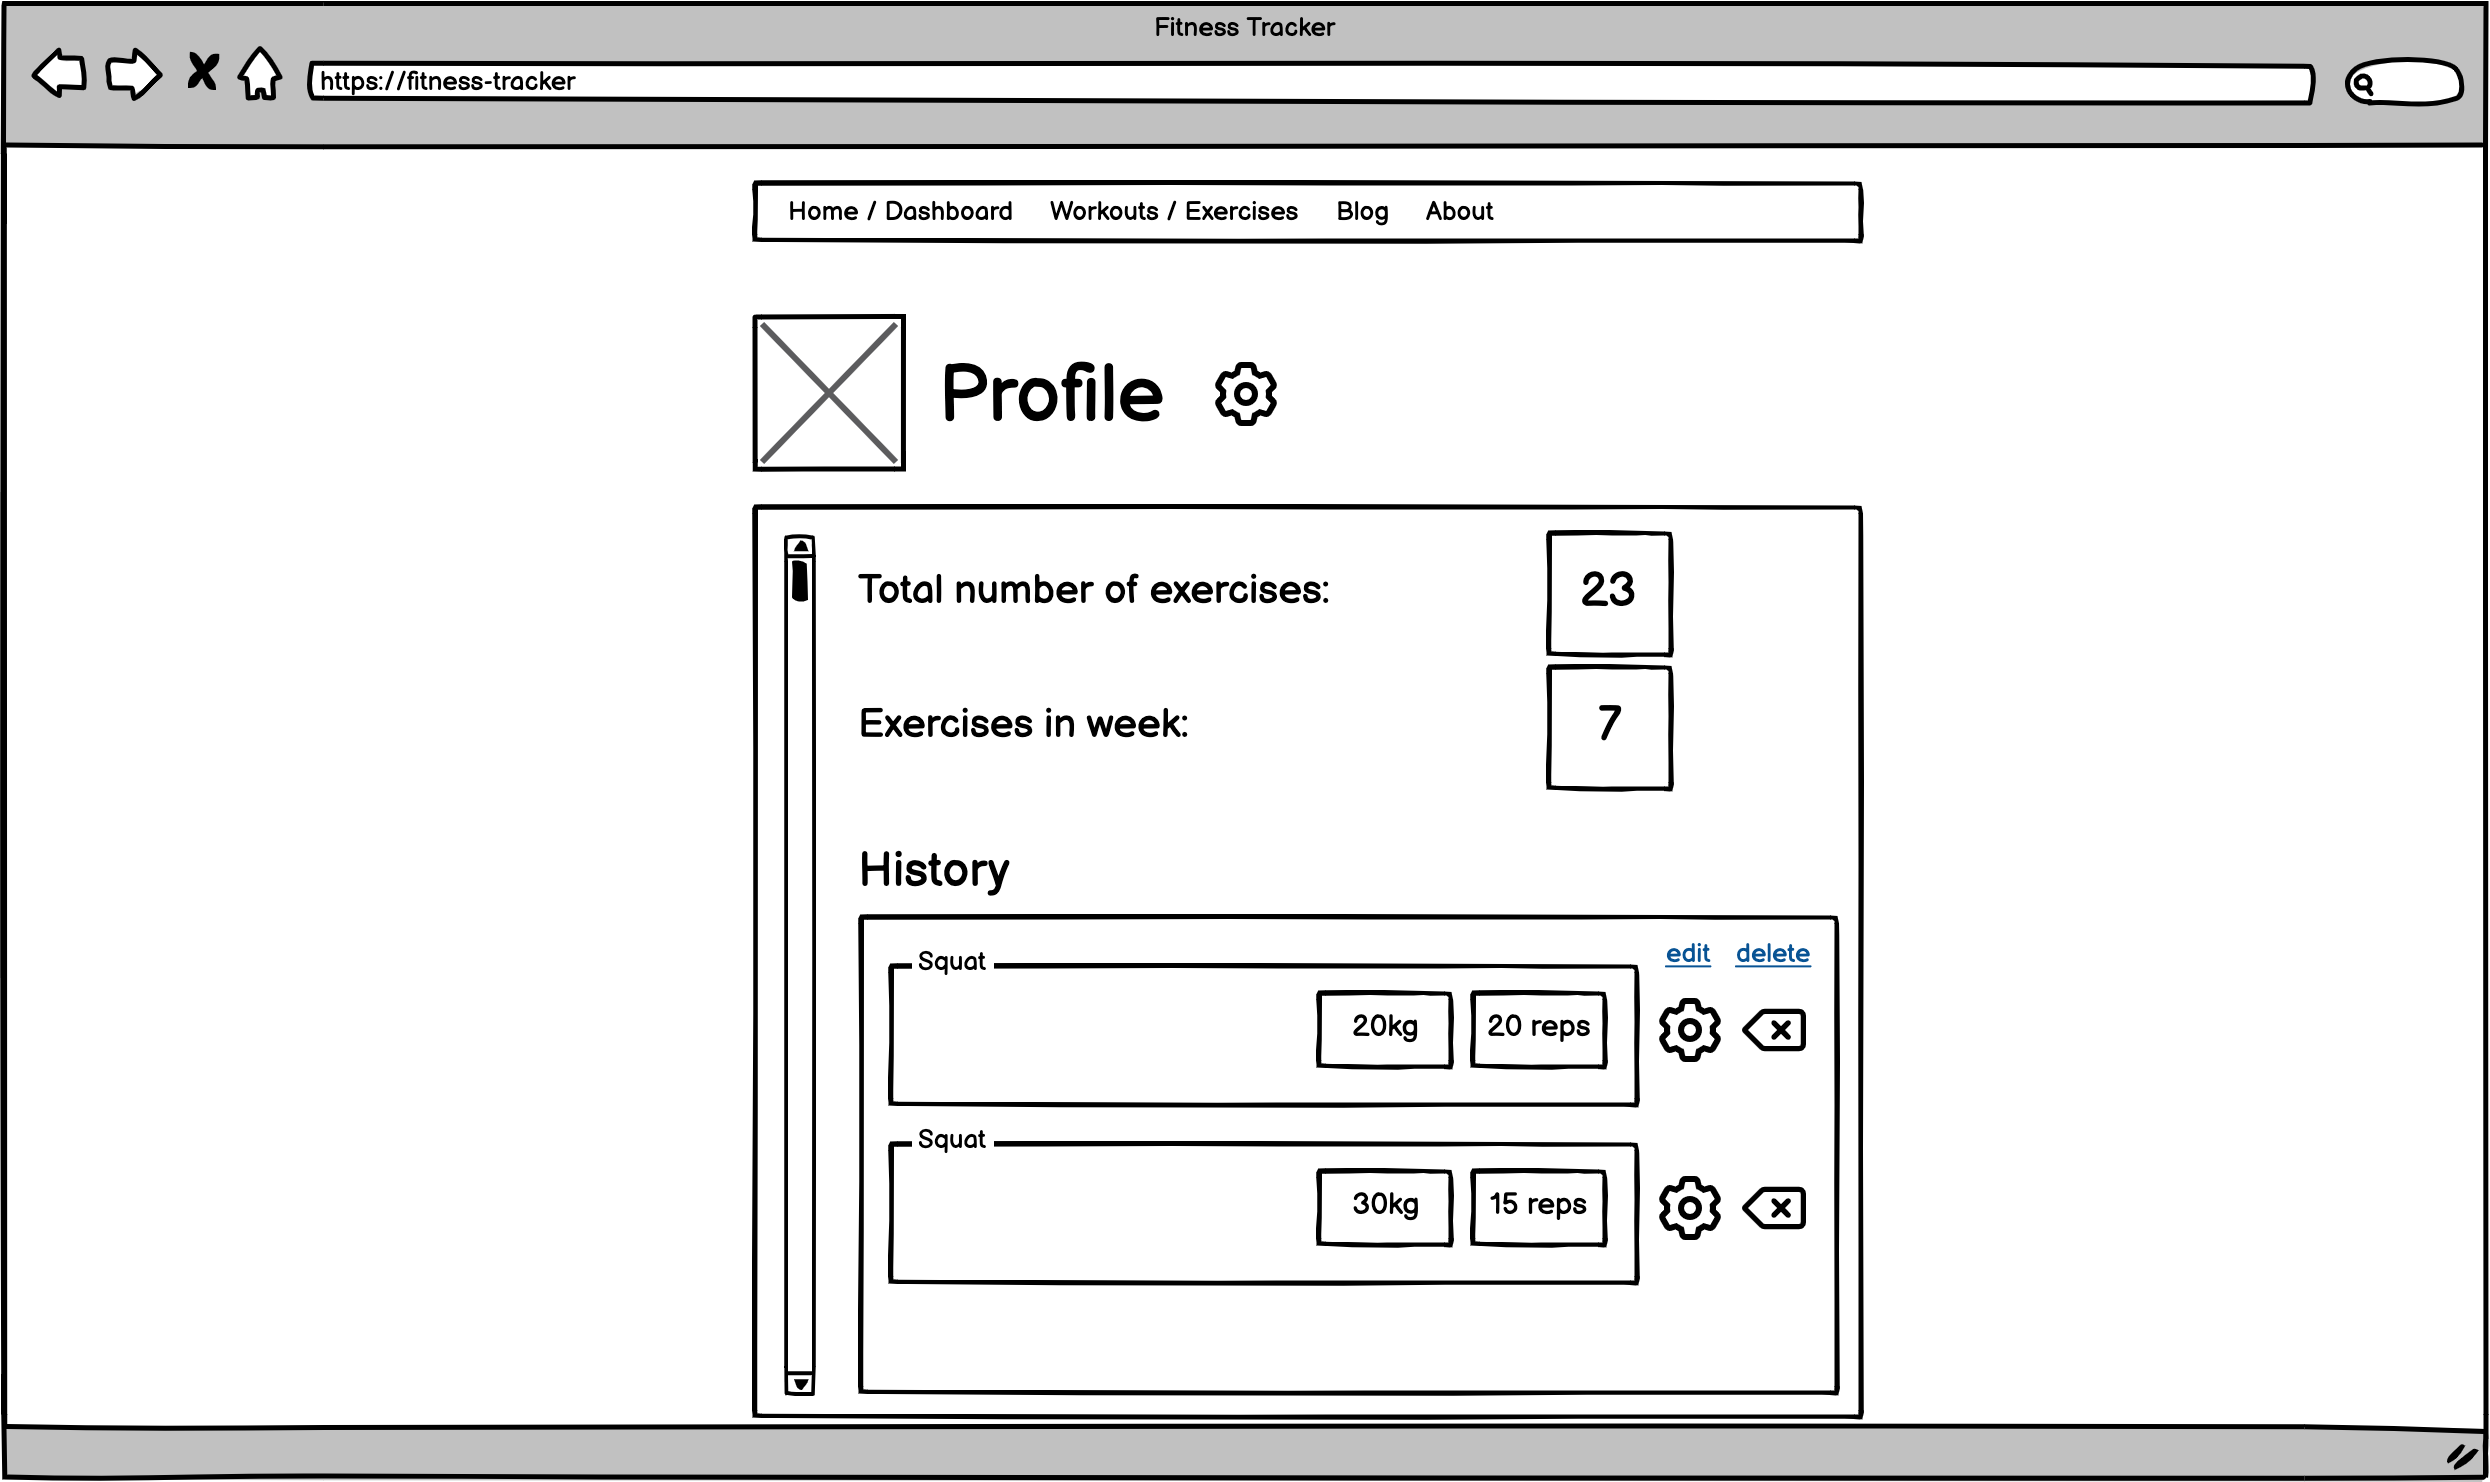 Fitness Tracker
https://fitness-tracker
Home / Dashboard Workouts / Exercises Blog About
Profile
Total number of exercises: 23
Exercises in week: 7
History
Squat edit delete
20kg 20 reps
Squat
30kg 15 reps